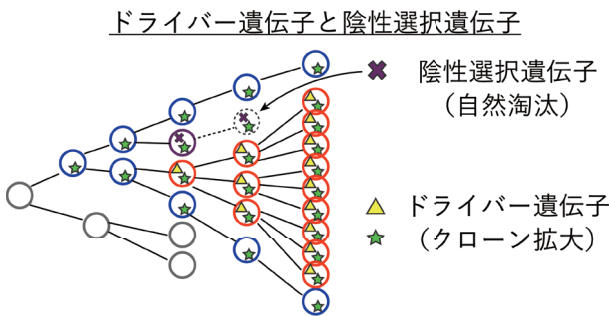 ドライバー遺伝子と陰性選択遺伝子
陰性選択遺伝子
（自然淘汰）
ドライバー遺伝子
（クローン拡大）